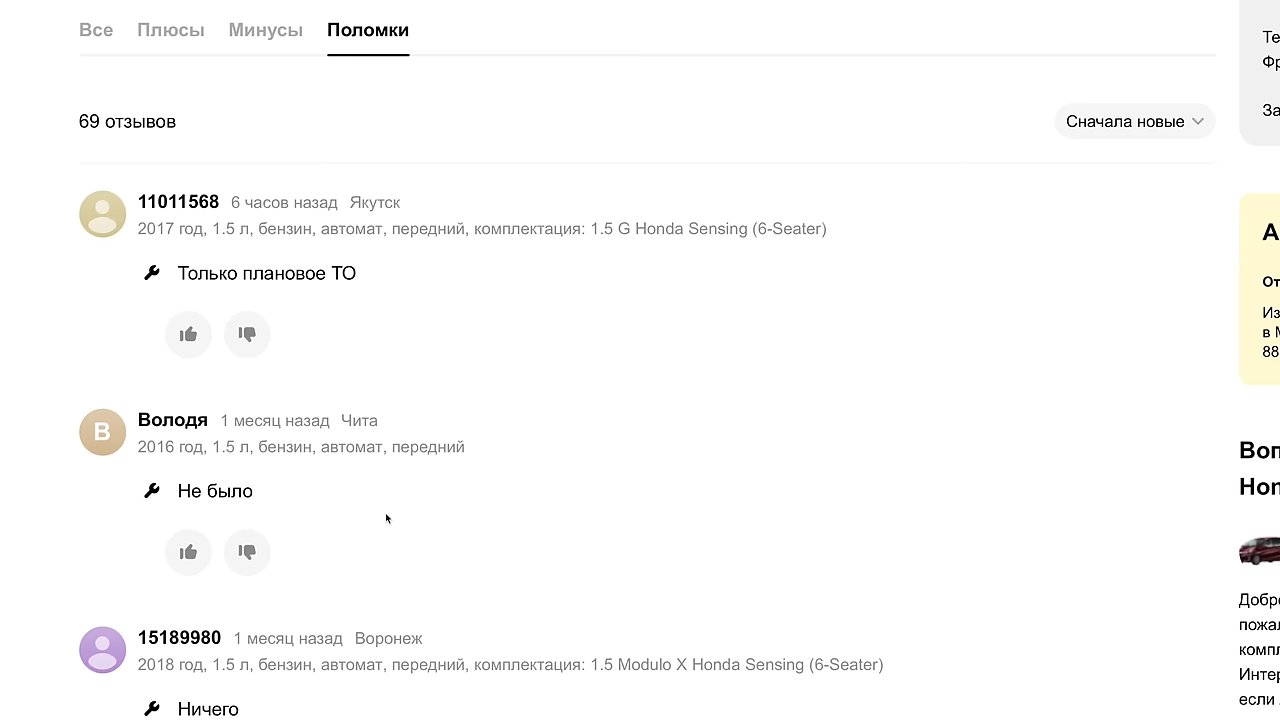 Все Плюсы Минусы Поломки
69 отзывов
Сначала новые
11011568 6 часов назад Якутск
2017 год, 1.5 л, бензин, автомат, передний, комплектация: 1.5 G Honda Sensing (6-Seater)
Только плановое ТО
В
Володя 1 месяц назад Чита
2016 год, 1.5 л, бензин, автомат, передний
Не было
15189980 1 месяц назад Воронеж
2018 год, 1.5 л, бензин, автомат, передний, комплектация: 1.5 Modulo X Honda Sensing (6-Seater)
Ничего
88
если